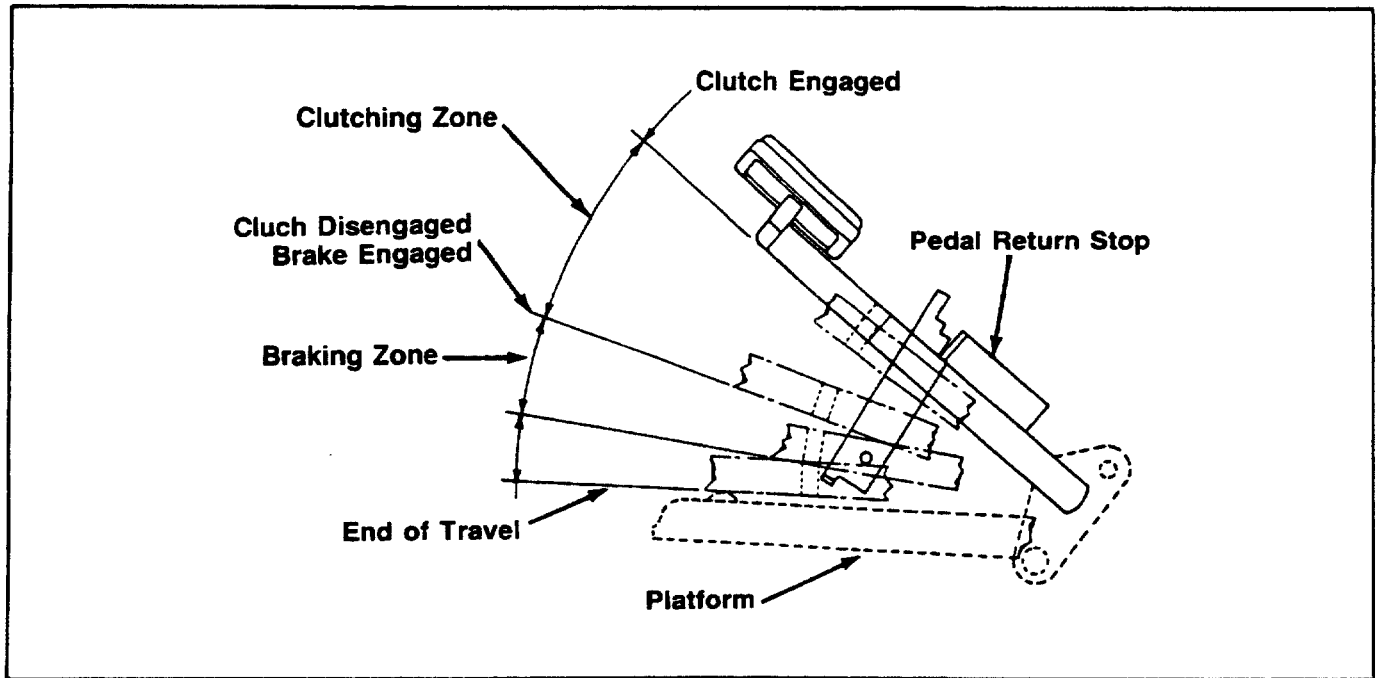 Clutch Engaged
Clutching Zone
Cluch Disengaged
Brake Engaged
Pedal Return Stop
Braking Zone
End of Travel
Platform